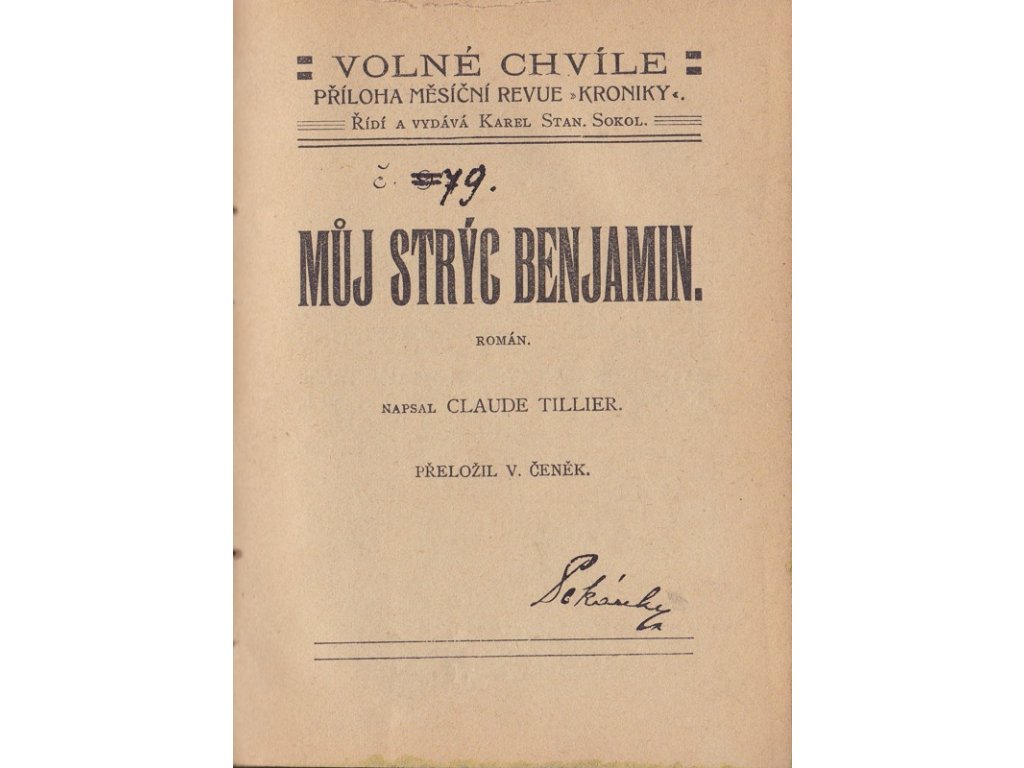 VOLNÉ CHVÍLE
PŘÍLOHA MĚSÍČNÍ REVUE »KRONIKY«.
ŘÍDÍ A VYDÁVÁ KAREL STAN. SOKOL.
č. 79.
MŮJ STRÝC BENJAMIN.
ROMÁN.
NAPSAL CLAUDE TILLIER.
PŘELOŽIL V. ČENĚK.